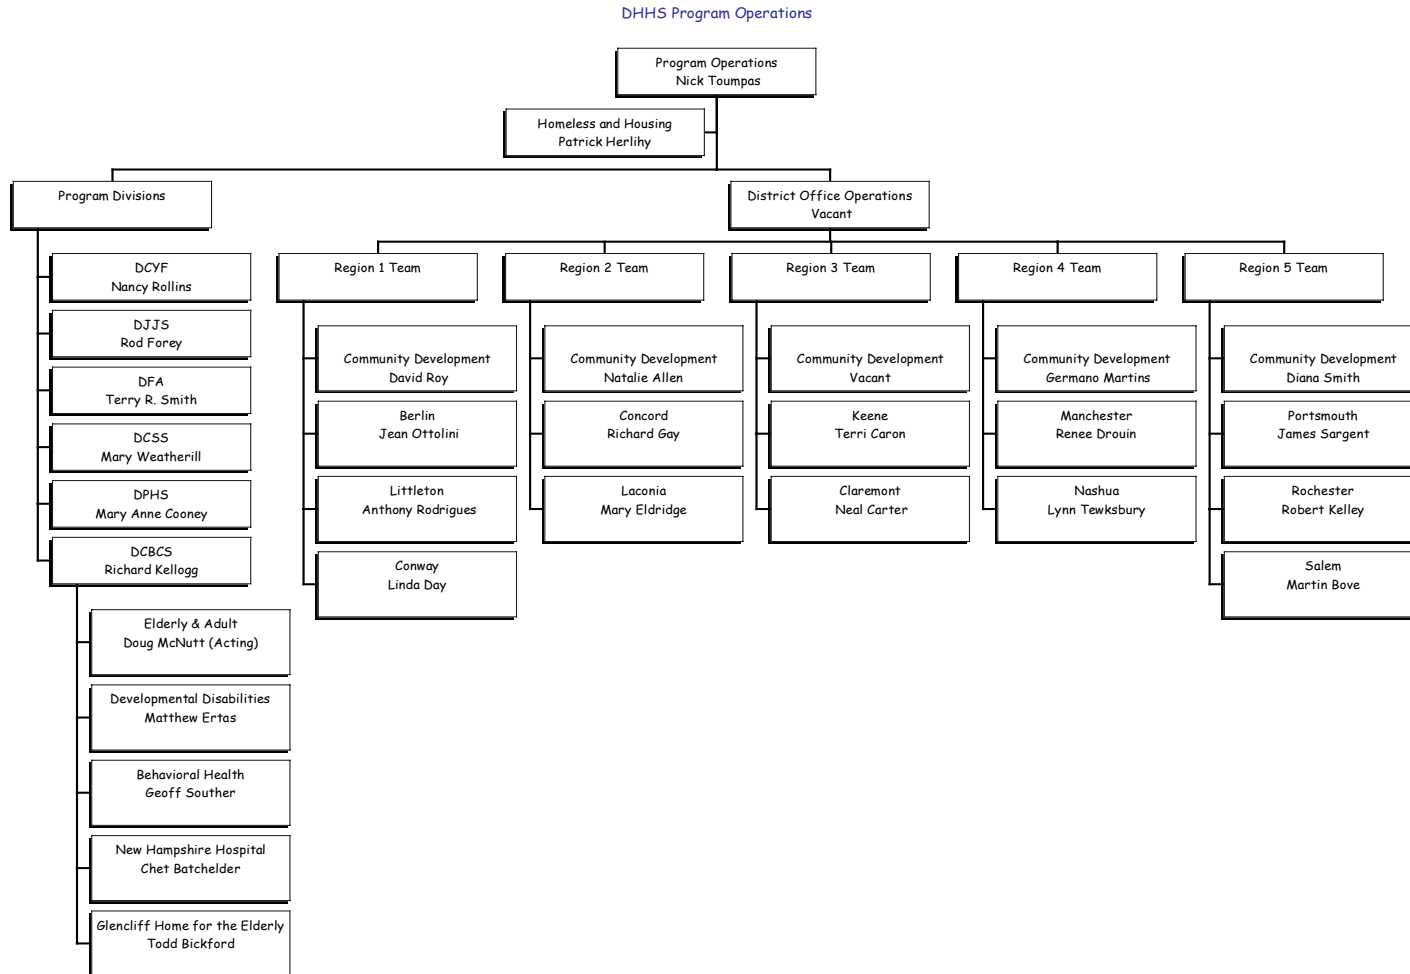 DHHS Program Operations
Program Operations
Nick Toumpas
Homeless and Housing
Patrick Herlihy
Program Divisions
District Office Operations
Vacant
DCYF
Nancy Rollins
DJJS
Rod Forey
DFA
Terry R. Smith
DCSS
Mary Weatherill
DPHS
Mary Anne Cooney
DCBCS
Richard Kellogg
Elderly & Adult
Doug McNutt (Acting)
Developmental Disabilities
Matthew Ertas
Behavioral Health
Geoff Souther
New Hampshire Hospital
Chet Batchelder
Glencliff Home for the Elderly
Todd Bickford
Region 1 Team
Community Development
David Roy
Berlin
Jean Ottolini
Littleton
Anthony Rodrigues
Conway
Linda Day
Region 2 Team
Community Development
Natalie Allen
Concord
Richard Gay
Laconia
Mary Eldridge
Region 3 Team
Community Development
Vacant
Keene
Terri Caron
Claremont
Neal Carter
Region 4 Team
Community Development
Germano Martins
Manchester
Renee Drouin
Nashua
Lynn Tewksbury
Region 5 Team
Community Development
Diana Smith
Portsmouth
James Sargent
Rochester
Robert Kelley
Salem
Martin Bove